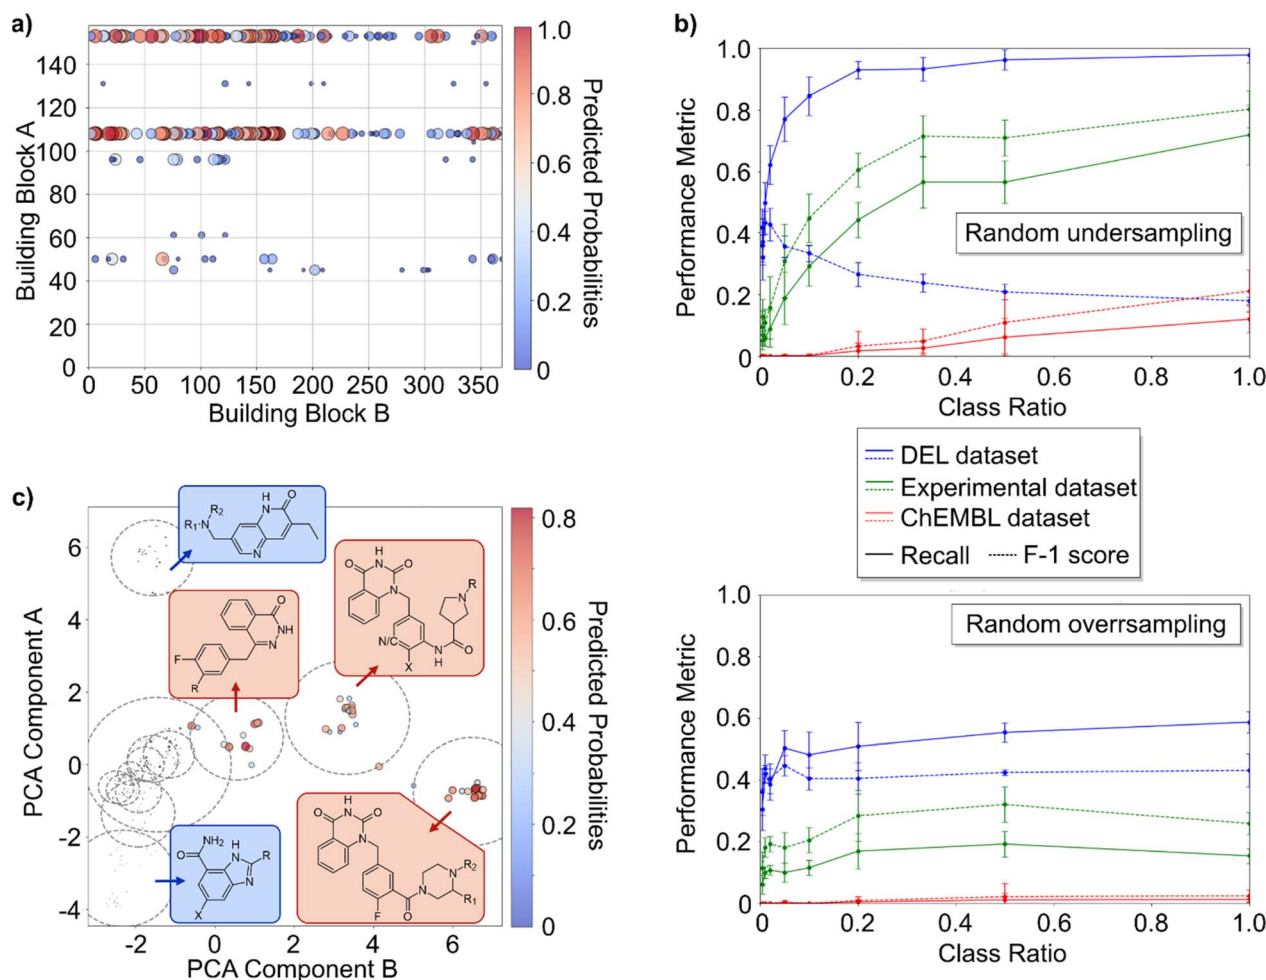 a)
140
120
100
80
60
40
20
0
0 50 100 150 200 250 300 350
Building Block A
Building Block B
1.0
0.8
0.6
0.4
0.2
0
Predicted Probabilities
b)
1.0
0.8
0.6
0.4
0.2
0
Performance Metric
Random undersampling
0 0.2 0.4 0.6 0.8 1.0
Class Ratio
DEL dataset
Experimental dataset
ChEMBL dataset
Recall F-1 score
1.0
0.8
0.6
0.4
0.2
0
Performance Metric
Random overrsampling
0 0.2 0.4 0.6 0.8 1.0
Class Ratio
c)
6
4
2
0
-2
-4
PCA Component A
-2 0 2 4 6
PCA Component B
0.8
0.6
0.4
0.2
0
Predicted Probabilities
H
R2 N O
R1 N
N
O
NH
N
F
R
H
O N O
N R
N
N/C
X N O
H
NH2 H
O N R
N
X
H
O N O
N
R2
N
N R1
F O